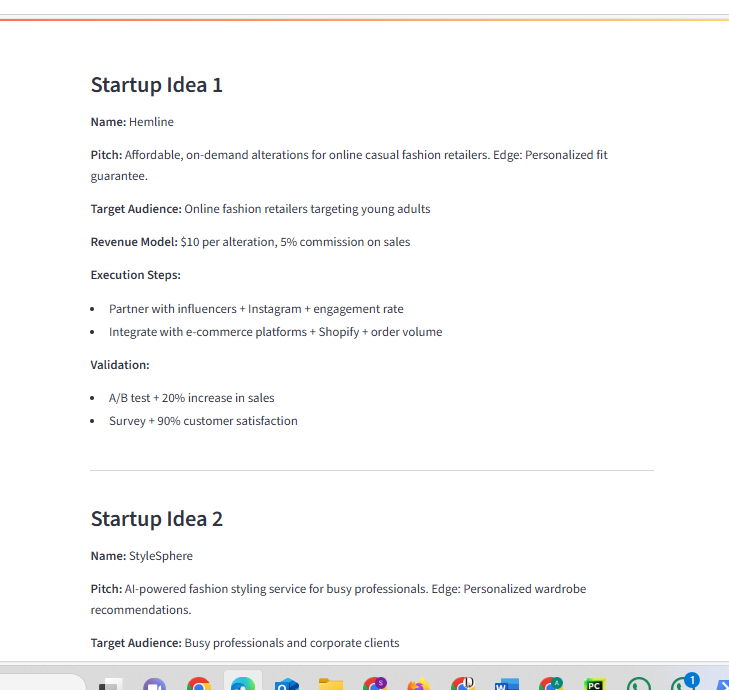 Startup Idea 1
Name: Hemline
Pitch: Affordable, on-demand alterations for online casual fashion retailers. Edge: Personalized fit
guarantee.
Target Audience: Online fashion retailers targeting young adults
Revenue Model: $10 per alteration, 5% commission on sales
Execution Steps:
• Partner with influencers + Instagram + engagement rate
• Integrate with e-commerce platforms + Shopify + order volume
Validation:
• A/B test + 20% increase in sales
• Survey + 90% customer satisfaction
Startup Idea 2
Name: StyleSphere
Pitch: AI-powered fashion styling service for busy professionals. Edge: Personalized wardrobe
recommendations.
Target Audience: Busy professionals and corporate clients
S D W A PC 1